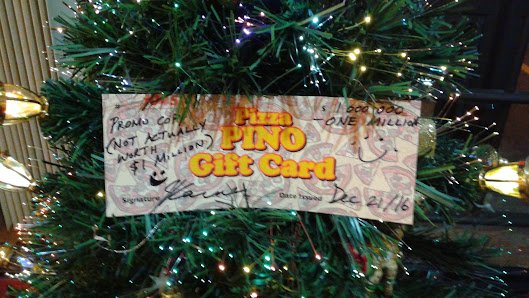 PROMO COPY
(NOT ACTUALLY
WORTH
$1 MILLION)
Pizza
PINO
Gift Card
$ 1,000,000
-ONE MILLION
Signature
Date Issued Dec 21/16